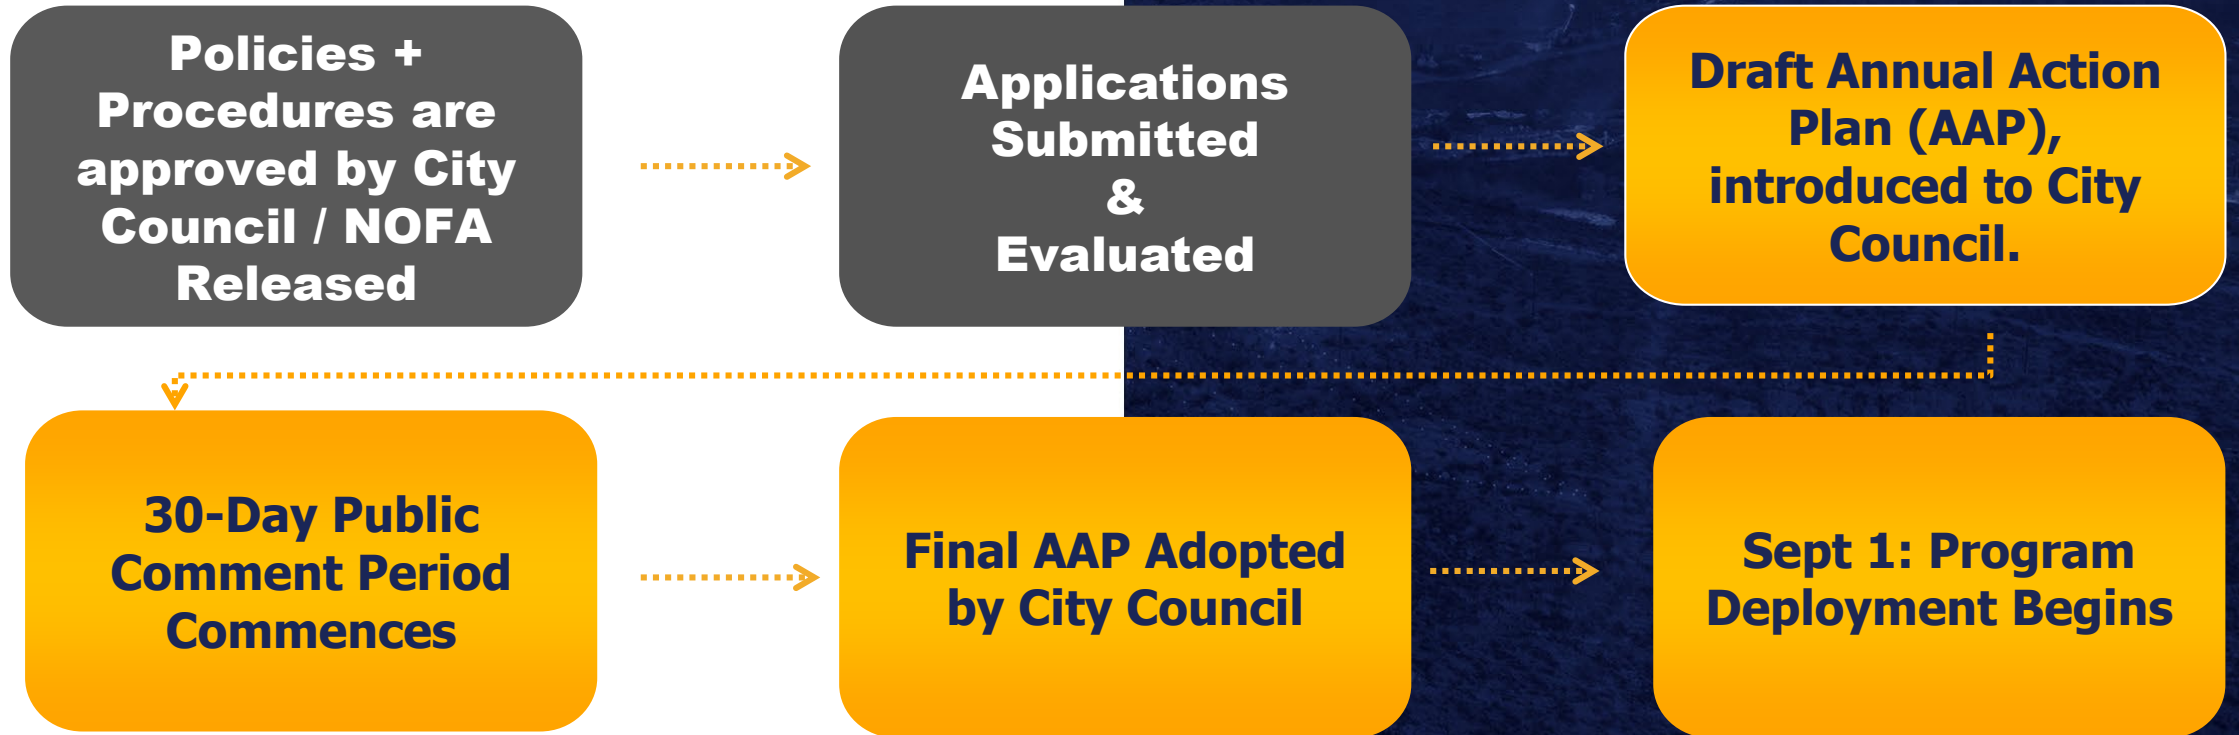 Policies +
Procedures are
approved by City
Council / NOFA
Released
Applications
Submitted
&
Evaluated
Draft Annual Action
Plan (AAP),
introduced to City
Council.
30-Day Public
Comment Period
Commences
Final AAP Adopted
by City Council
Sept 1: Program
Deployment Begins